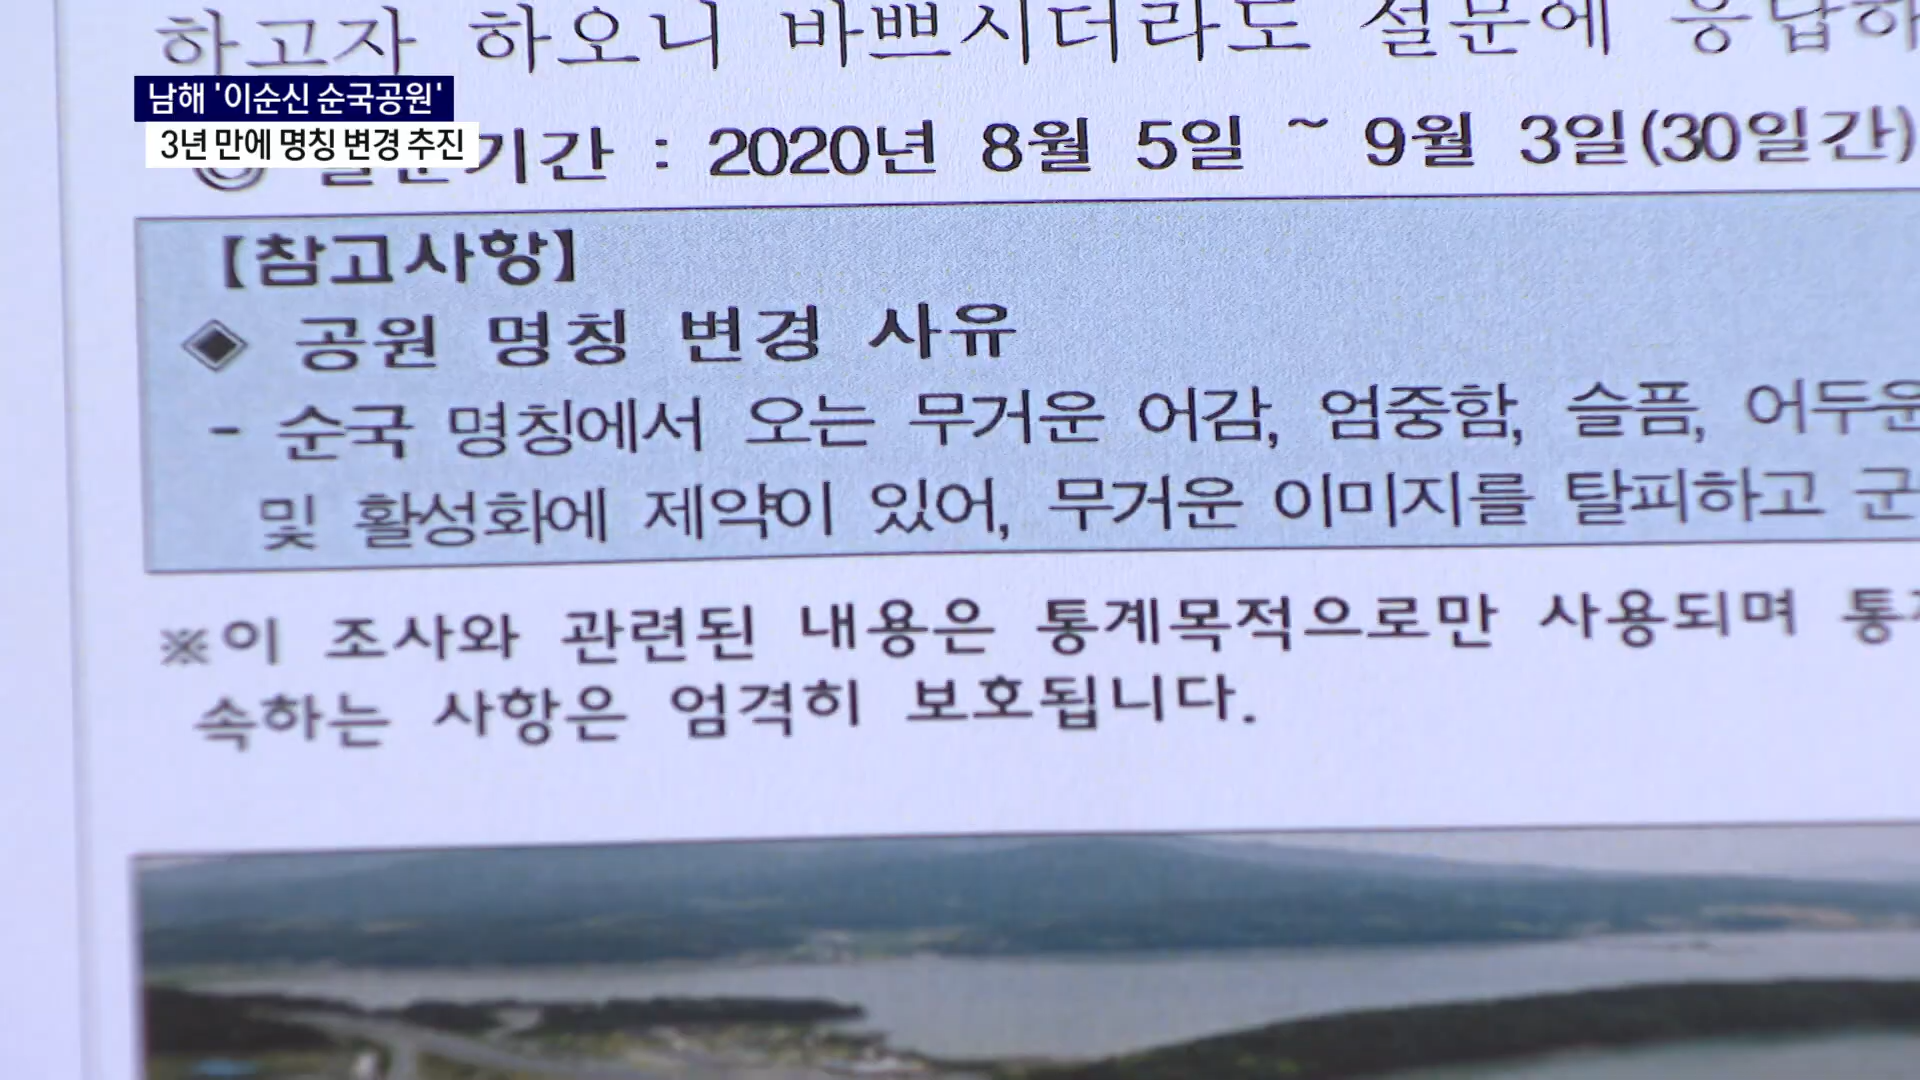 하고자 하오니 바쁘시더라도 설문에 응답하
남해 '이순신 순국공원'
3년 만에 명칭 변경 추진
기간 : 2020년 8월 5일 ~ 9월 3일(30일간)
【참고사항】
◈ 공원 명칭 변경 사유
- 순국 명칭에서 오는 무거운 어감, 엄중함, 슬픔, 어두운
및 활성화에 제약이 있어, 무거운 이미지를 탈피하고 군
※이 조사와 관련된 내용은 통계목적으로만 사용되며 통
속하는 사항은 엄격히 보호됩니다.